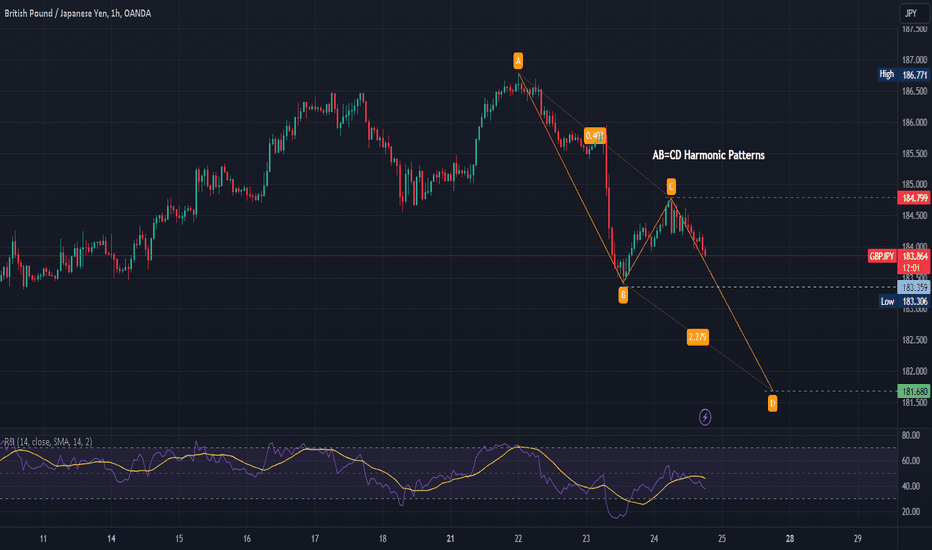 British Pound / Japanese Yen, 1h, OANDA
JPY
187.500
187.000
High 186.771
186.500
186.000
185.500
185.000
184.799
184.500
184.000
GBPJPY 183.864
12:01
183.500
183.359
Low 183.306
183.000
182.500
182.000
181.680
181.500
A
0.407
AB=CD Harmonic Patterns
C
B
2.279
D
RSI (14, close, SMA, 14, 2)
80.00
60.00
40.00
20.00
11 14 15 16 17 18 21 22 23 24 25 28 29